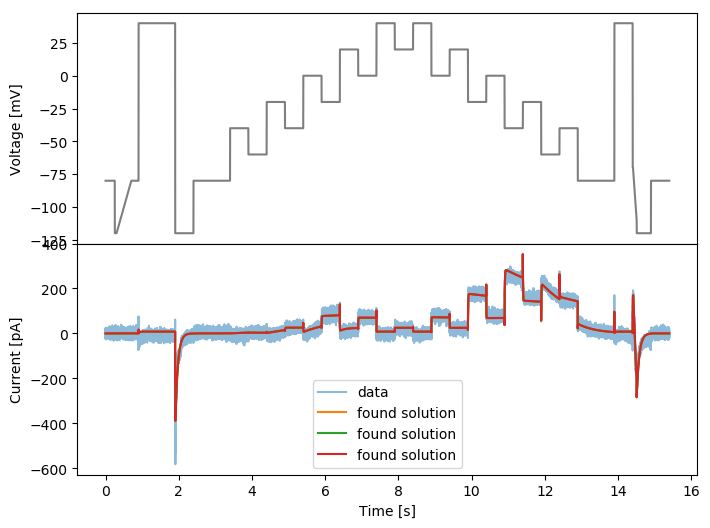 Voltage [mV]
25
0
−25
−50
−75
−100
−125
Current [pA]
400
200
0
−200
−400
−600
data
found solution
found solution
found solution
0 2 4 6 8 10 12 14 16
Time [s]